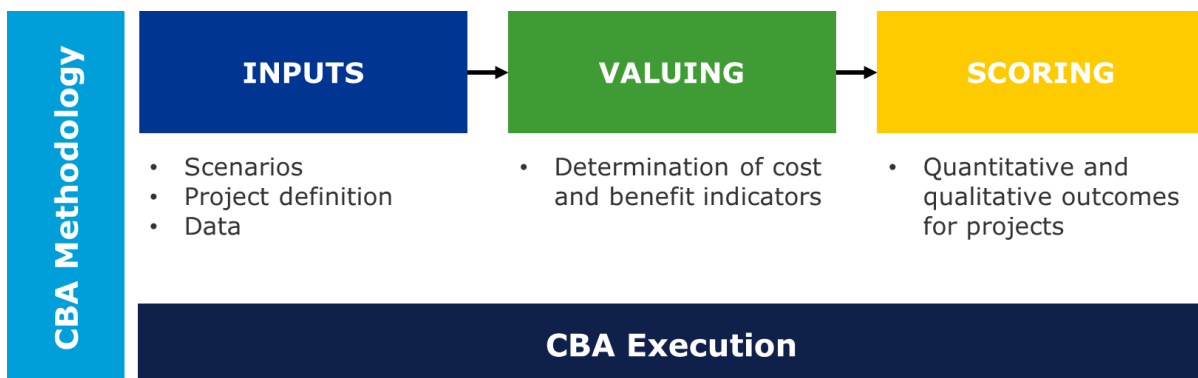 CBA Methodology
INPUTS
• Scenarios
• Project definition
• Data
VALUING
• Determination of cost
and benefit indicators
SCORING
• Quantitative and
qualitative outcomes
for projects
CBA Execution